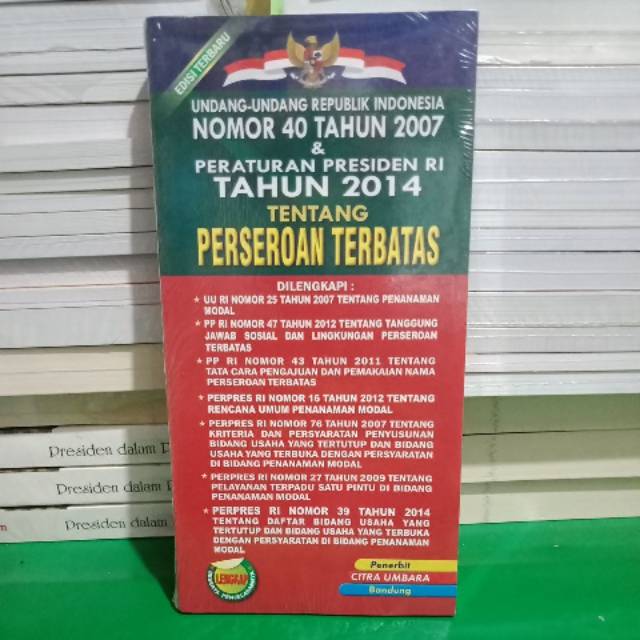 EDISI TERBARU
UNDANG-UNDANG REPUBLIK INDONESIA
NOMOR 40 TAHUN 2007
&
PERATURAN PRESIDEN RI
TAHUN 2014
TENTANG
PERSEROAN TERBATAS
DILENGKAPI :
* UU RI NOMOR 25 TAHUN 2007 TENTANG PENANAMAN
MODAL
* PP RI NOMOR 47 TAHUN 2012 TENTANG TANGGUNG
JAWAB SOSIAL DAN LINGKUNGAN PERSEROAN
TERBATAS
* PP RI NOMOR 43 TAHUN 2011 TENTANG
TATA CARA PENGAJUAN DAN PEMAKAIAN NAMA
PERSEROAN TERBATAS
* PERPRES RI NOMOR 16 TAHUN 2012 TENTANG
RENCANA UMUM PENANAMAN MODAL
* PERPRES RI NOMOR 76 TAHUN 2007 TENTANG
KRITERIA DAN PERSYARATAN PENYUSUNAN
BIDANG USAHA YANG TERTUTUP DAN BIDANG
USAHA YANG TERBUKA DENGAN PERSYARATAN
DI BIDANG PENANAMAN MODAL
* PERPRES RI NOMOR 27 TAHUN 2009 TENTANG
PELAYANAN TERPADU SATU PINTU DI BIDANG
PENANAMAN MODAL
* PERPRES RI NOMOR 39 TAHUN 2014
TENTANG DAFTAR BIDANG USAHA YANG
TERTUTUP DAN BIDANG USAHA YANG TERBUKA
DENGAN PERSYARATAN DI BIDANG PENANAMAN
MODAL
LENGKAP
Penerbit
CITRA UMBARA
Bandung
Presiden dalam
Presiden dalam
Presiden dalam